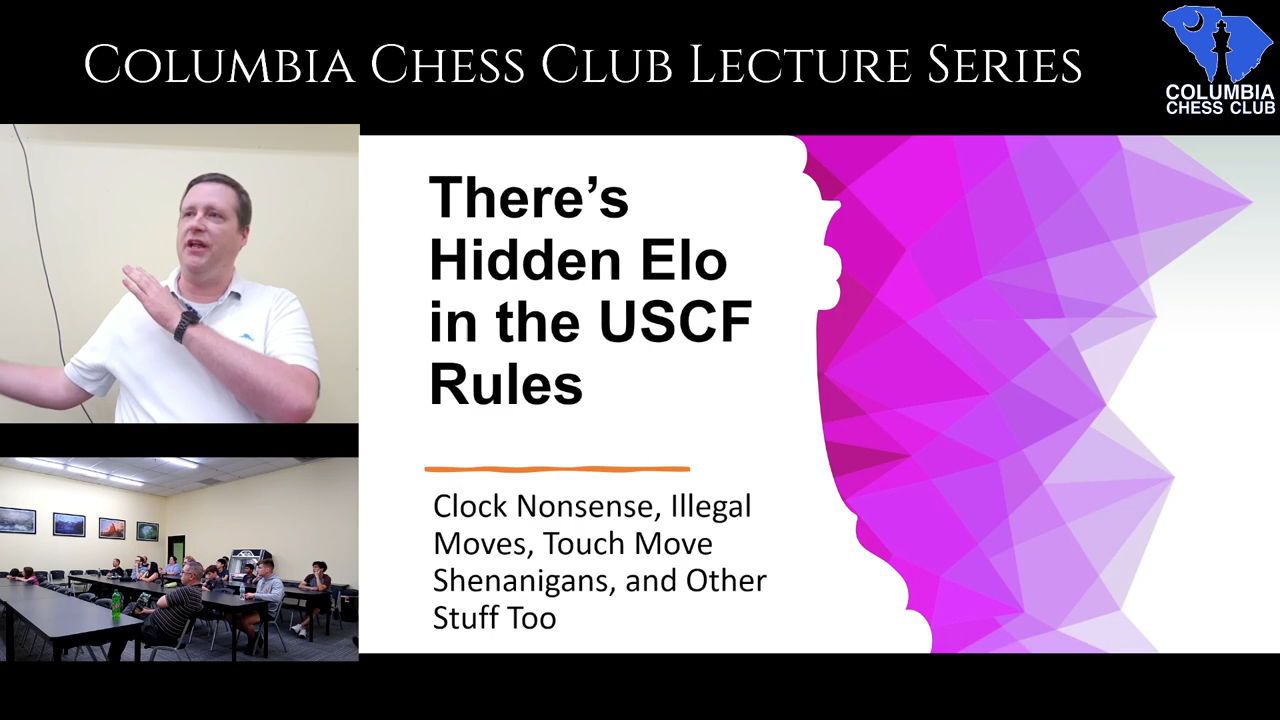 Columbia Chess Club Lecture Series
COLUMBIA
CHESS CLUB
There’s
Hidden Elo
in the USCF
Rules
Clock Nonsense, Illegal
Moves, Touch Move
Shenanigans, and Other
Stuff Too